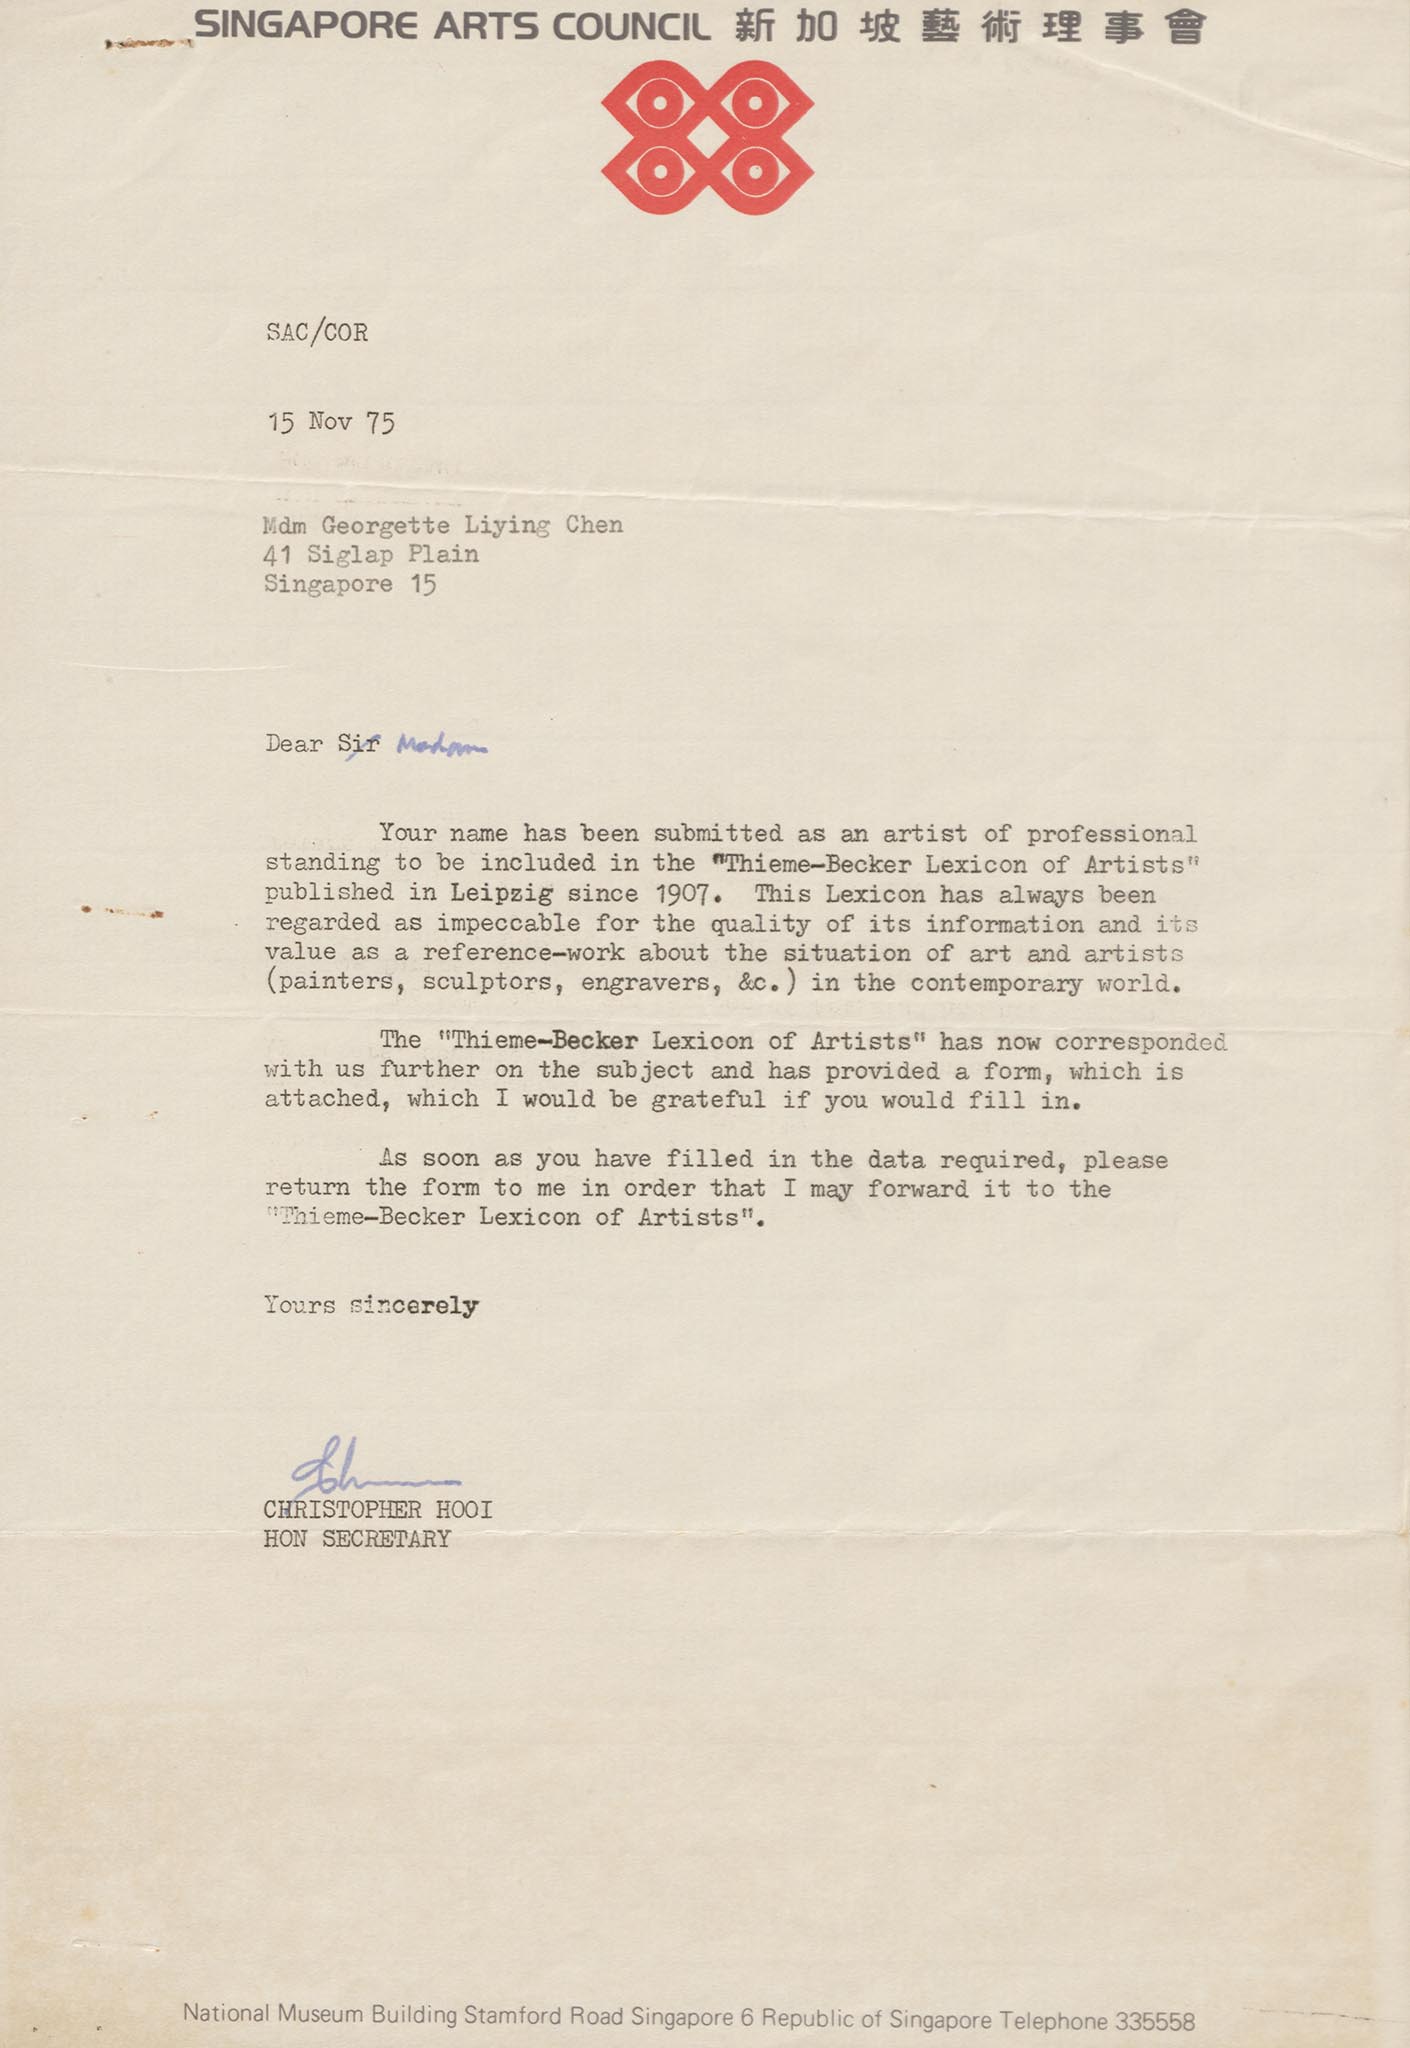 SINGAPORE ARTS COUNCIL 新加坡藝術理事會
SAC/COR
15 Nov 75
Mdm Georgette Liying Chen
41 Siglap Plain
Singapore 15
Dear Sir Madam
Your name has been submitted as an artist of professional
standing to be included in the "Thieme-Becker Lexicon of Artists"
published in Leipzig since 1907. This Lexicon has always been
regarded as impeccable for the quality of its information and its
value as a reference-work about the situation of art and artists
(painters, sculptors, engravers, &c.) in the contemporary world.
The "Thieme-Becker Lexicon of Artists" has now corresponded
with us further on the subject and has provided a form, which is
attached, which I would be grateful if you would fill in.
As soon as you have filled in the data required, please
return the form to me in order that I may forward it to the
"Thieme-Becker Lexicon of Artists".
Yours sincerely
CHRISTOPHER HOOI
HON SECRETARY
National Museum Building Stamford Road Singapore 6 Republic of Singapore Telephone 335558